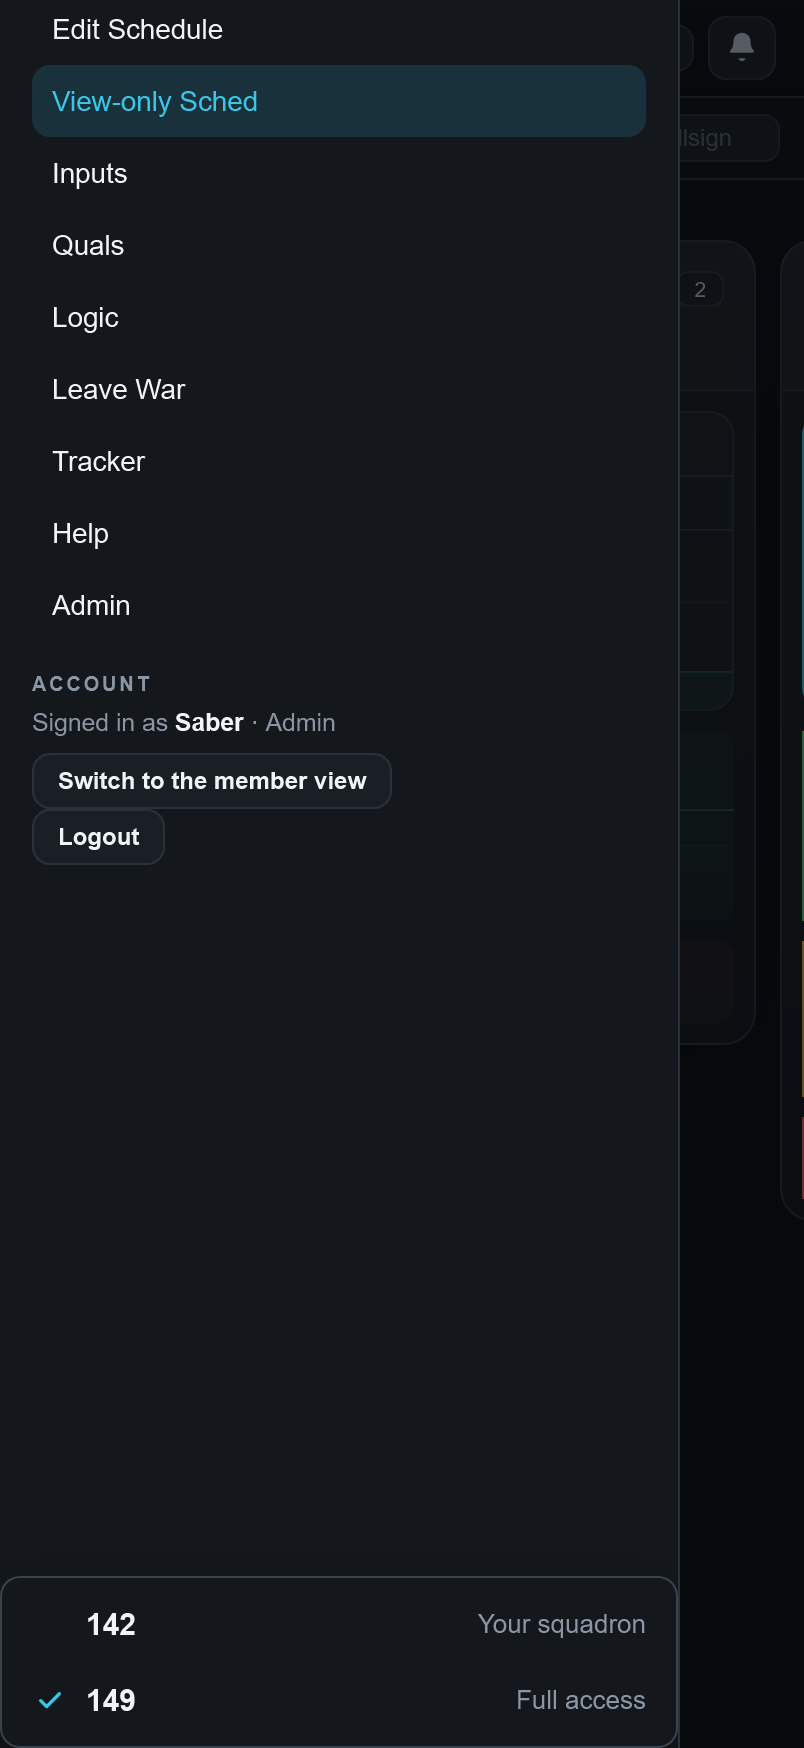 Edit Schedule
View-only Sched
Inputs
Quals
Logic
Leave War
Tracker
Help
Admin
ACCOUNT
Signed in as Saber · Admin
Switch to the member view
Logout
2
142 Your squadron
149 Full access